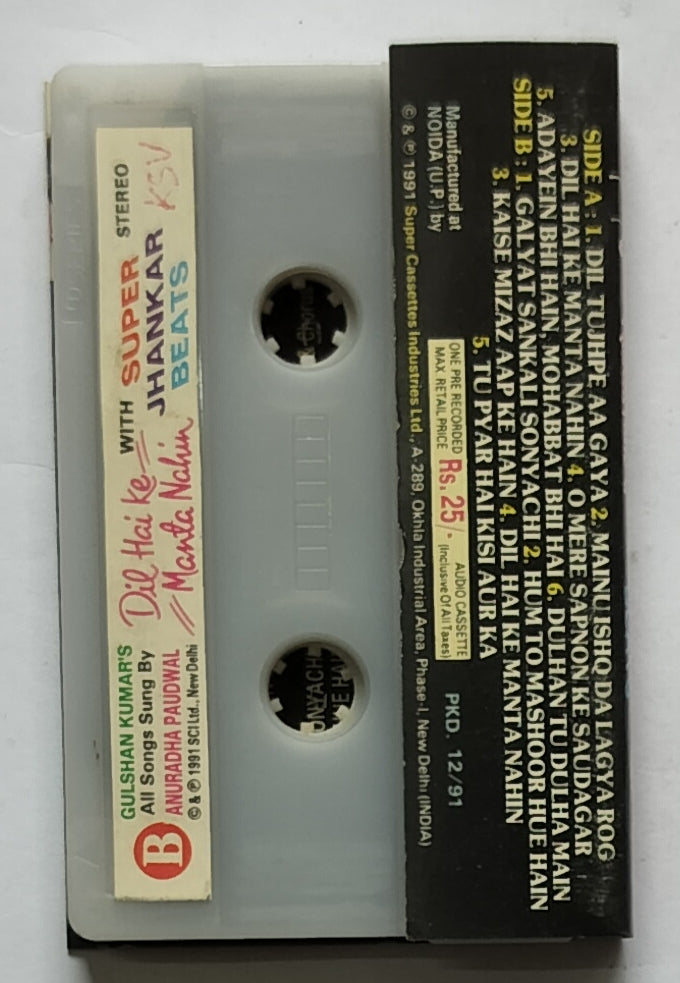 GULSHAN KUMAR'S
All Songs Sung By
ANURADHA PAUDWAL
© & ℗ 1991 SCI Ltd., New Delhi
B
Dil Hai Ke
Manta Nahin
WITH SUPER STEREO
JHANKAR
BEATS
KSV
SIDE A : 1. DIL TUJHPE AA GAYA 2. MAINU ISHQ DA LAGYA ROG
3. DIL HAI KE MANTA NAHIN 4. O MERE SAPNON KE SAUDAGAR
5. ADAYEIN BHI HAIN, MOHABBAT BHI HAI 6. DULHAN TU DULHA MAIN
SIDE B : 1. GALYAT SANKALI SONYACHI 2. HUM TO MASHOOR HUE HAIN
3. KAISE MIZAZ AAP KE HAIN 4. DIL HAI KE MANTA NAHIN
5. TU PYAR HAI KISI AUR KA
Manufactured at
NOIDA (U.P.) by
ONE PRE RECORDED AUDIO CASSETTE
MAX. RETAIL PRICE Rs. 25/- (Inclusive Of All Taxes)
PKD. 12/91
© & ℗ 1991 Super Cassettes Industries Ltd., A-289, Okhla Industrial Area, Phase-I, New Delhi (INDIA)